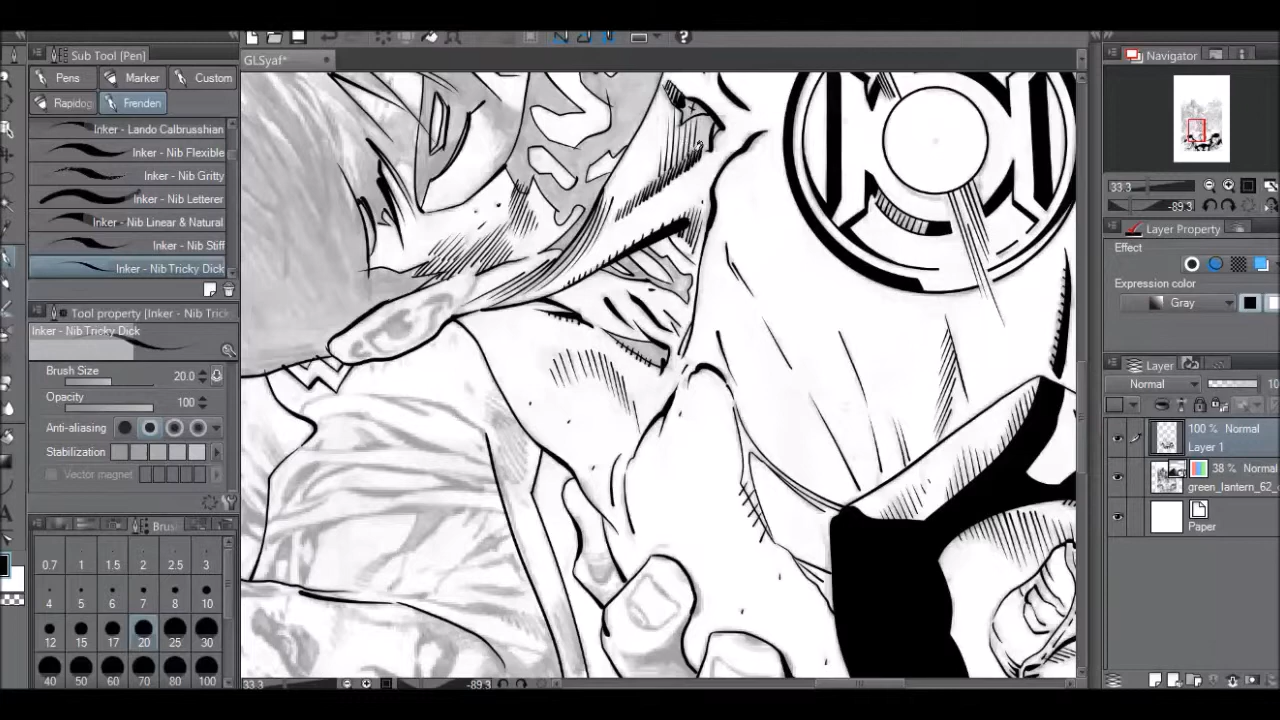 Sub Tool [Pen]
Pens
Marker
Custom
Rapidog
Frenden
Inker - Lando Calbrusshian
Inker - Nib Flexible
Inker - Nib Gritty
Inker - Nib Letterer
Inker - Nib Linear & Natural
Inker - Nib Stiff
Inker - Nib Tricky Dick
Tool property [Inker - Nib Trick
Inker - Nib Tricky Dick
Brush Size
20.0
Opacity
100
Anti-aliasing
Stabilization
Vector magnet
Brus
0.7 1 1.5 2 2.5 3
4 5 6 7 8 10
12 15 17 20 25 30
40 50 60 70 80 100
GLSyaf*
33.3
-89.3
Navigator
33.3
-89.3
Layer Property
Effect
Expression color
Gray
Layer
Normal
10
100 % Normal
Layer 1
38 % Normal
green_lantern_62_
Paper